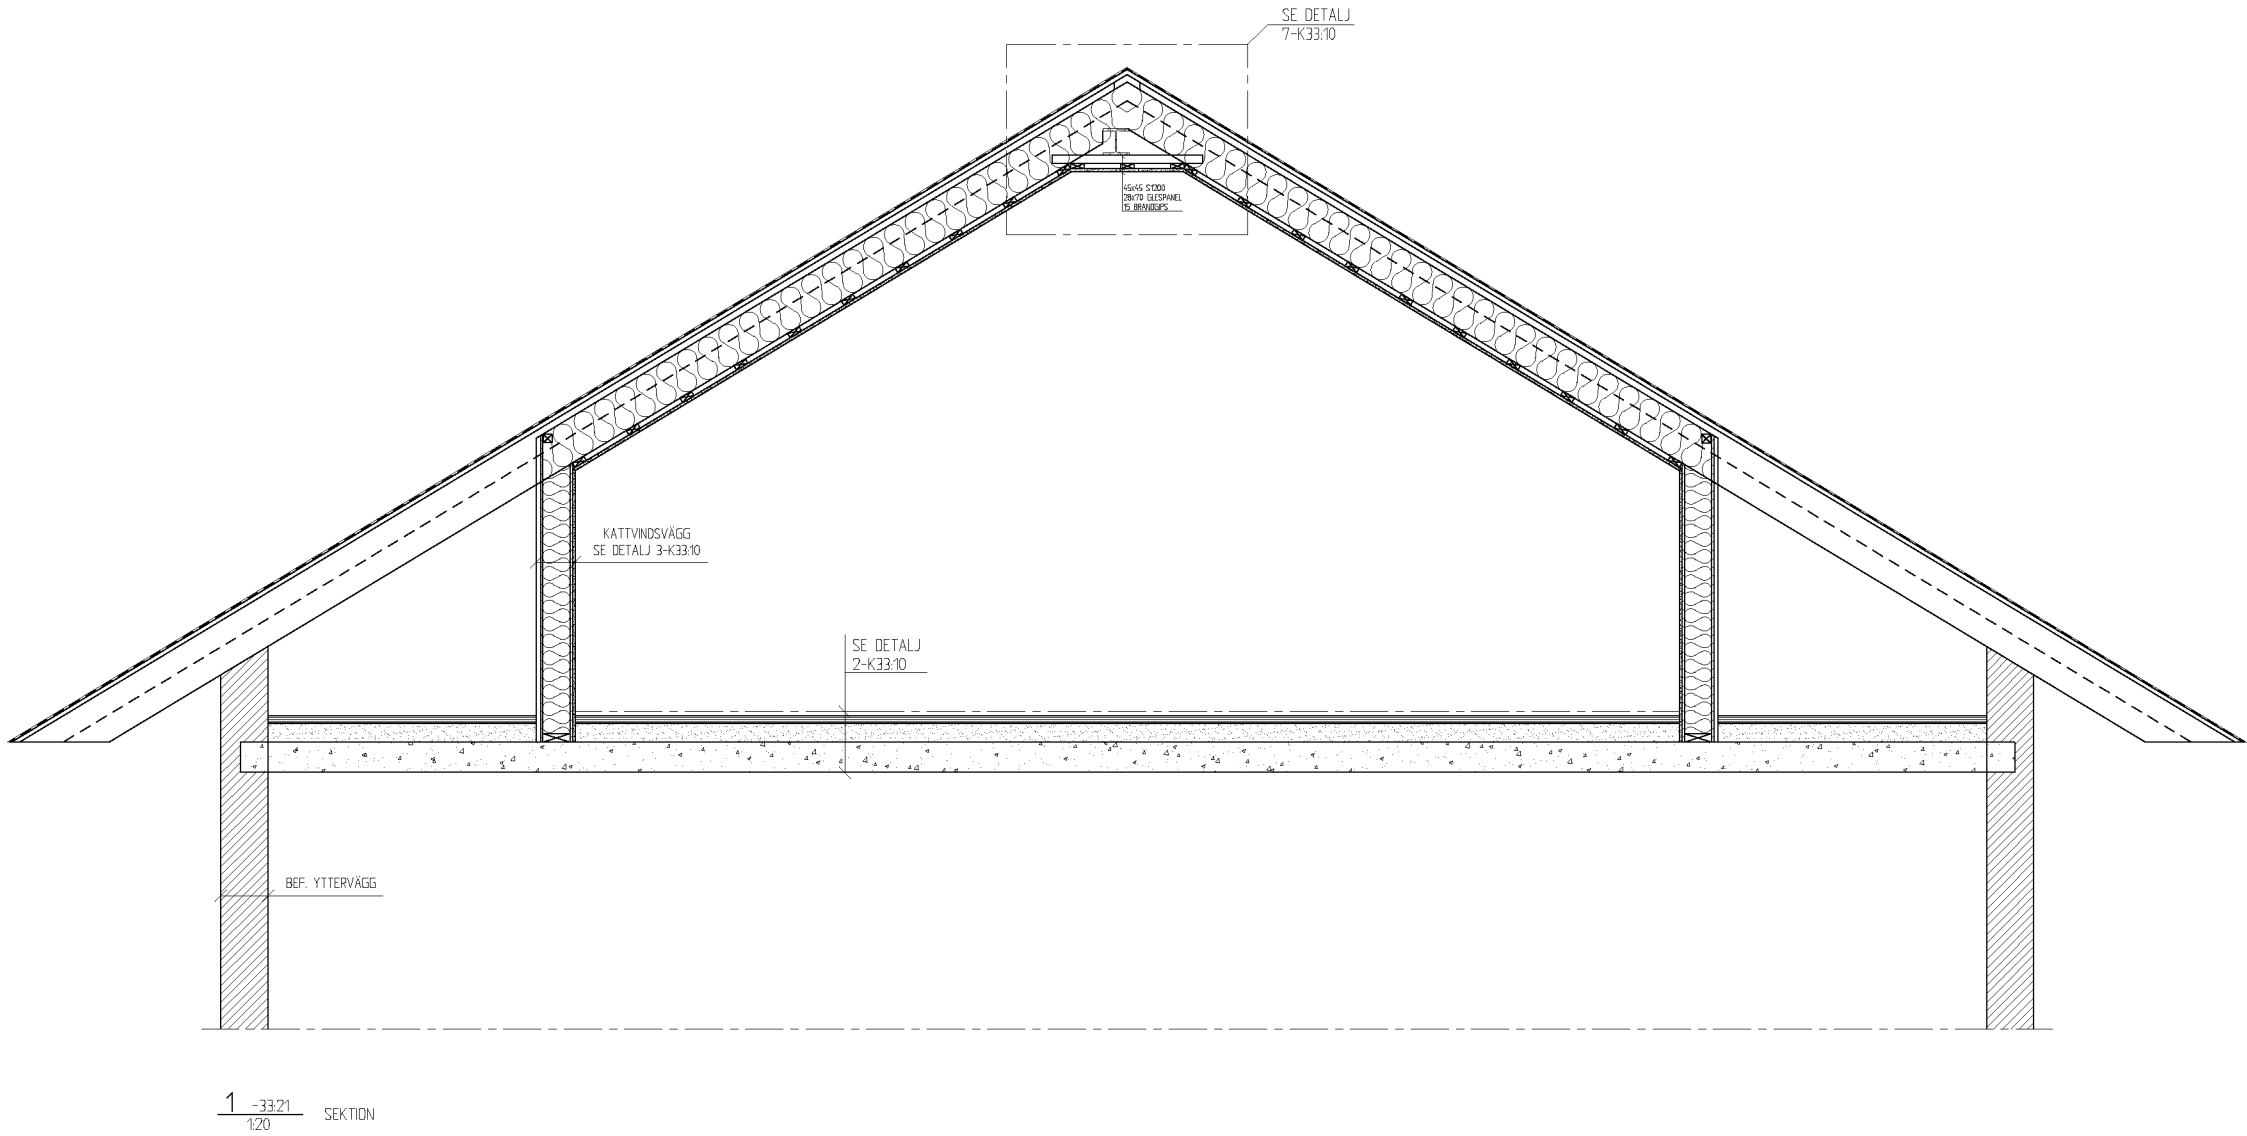 SE DETALJ
7-K33:10
45x45 S1200
28x70 GLESPANEL
15 BRANDGIPS
KATTVINDSVÄGG
SE DETALJ 3-K33:10
SE DETALJ
2-K33:10
BEF. YTTERVÄGG
1 -33:21
1:20
SEKTION